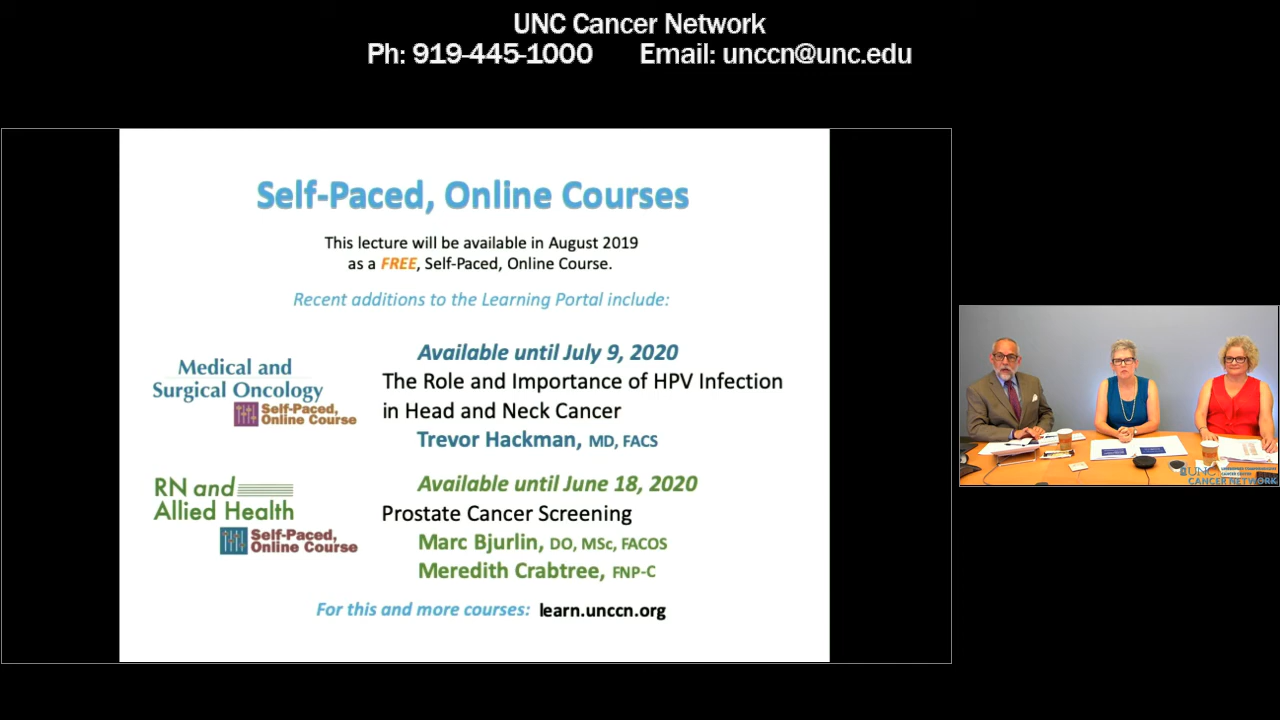 UNC Cancer Network
Ph: 919-445-1000 Email: unccn@unc.edu
Self-Paced, Online Courses
This lecture will be available in August 2019
as a FREE, Self-Paced, Online Course.
Recent additions to the Learning Portal include:
Available until July 9, 2020
Medical and
Surgical Oncology
Self-Paced,
Online Course
The Role and Importance of HPV Infection
in Head and Neck Cancer
Trevor Hackman, MD, FACS
Available until June 18, 2020
RN and
Allied Health
Self-Paced,
Online Course
Prostate Cancer Screening
Marc Bjurlin, DO, MSc, FACOS
Meredith Crabtree, FNP-C
For this and more courses: learn.unccn.org
UNC
CANCER NETWORK